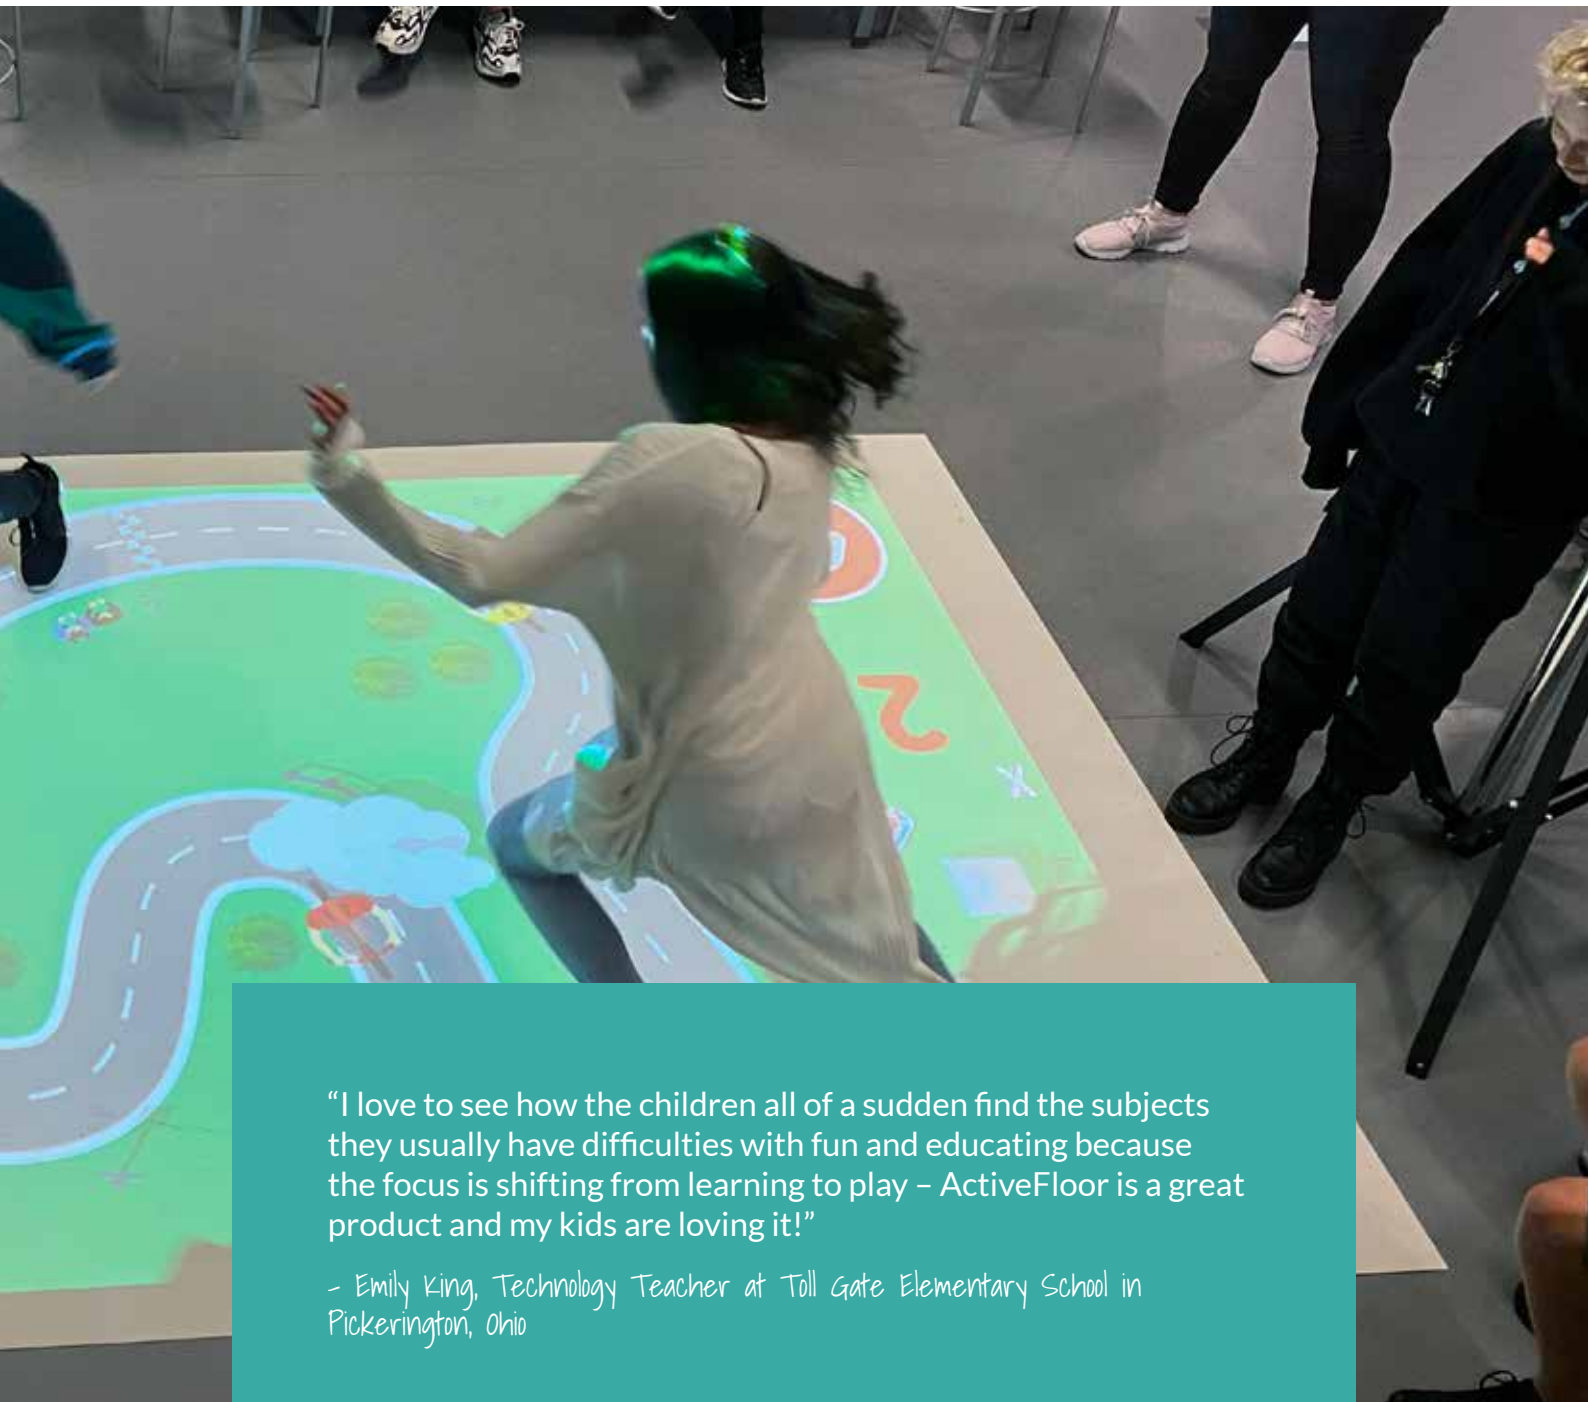 2
“I love to see how the children all of a sudden find the subjects
they usually have difficulties with fun and educating because
the focus is shifting from learning to play – ActiveFloor is a great
product and my kids are loving it!”
- Emily King, Technology Teacher at Toll Gate Elementary School in
Pickerington, Ohio